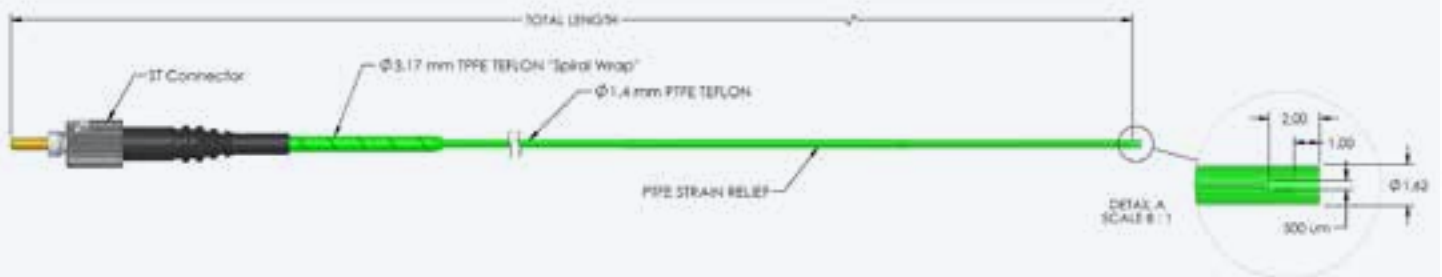 TOTAL LENGTH
ST Connector
Ø3.17 mm TPFE TEFLON "Spiral Wrap"
Ø1.4 mm PTFE TEFLON
PTFE STRAIN RELIEF
2.00
1.00
Ø1.62
500 um
DETAIL A
SCALE 8 : 1